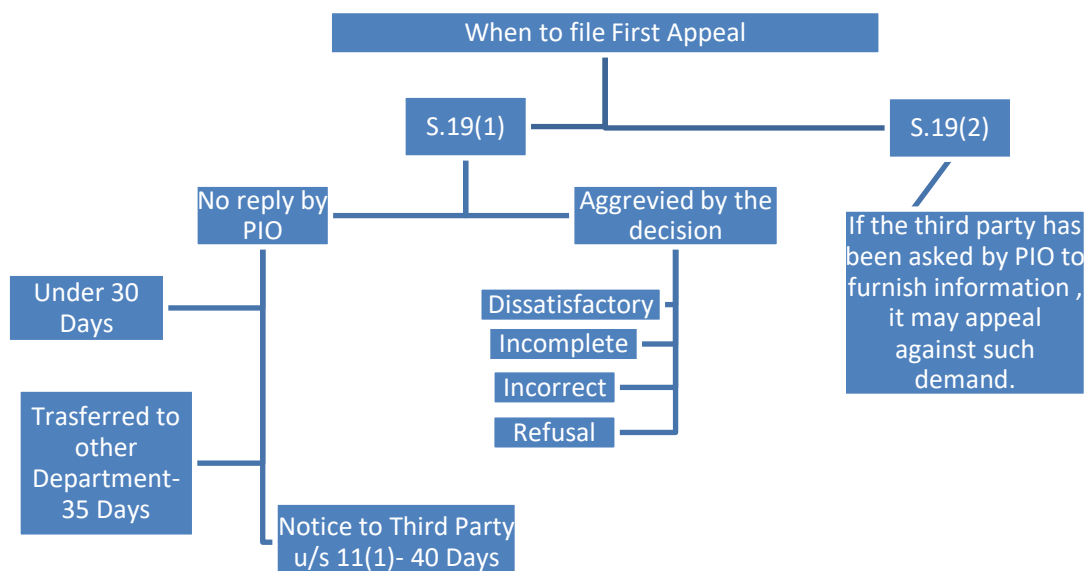 When to file First Appeal
S.19(1)
S.19(2)
No reply by
PIO
Aggrevied by the
decision
If the third party has
been asked by PIO to
furnish information ,
it may appeal
against such
demand.
Under 30
Days
Dissatisfactory
Incomplete
Incorrect
Refusal
Trasferred to
other
Department-
35 Days
Notice to Third Party
u/s 11(1)- 40 Days